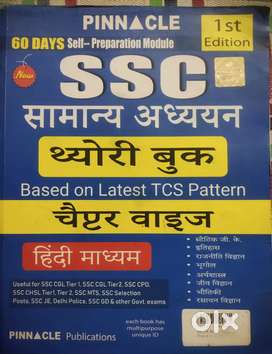 PINNACLE
1st
Edition
60 DAYS Self- Preparation Module
New
SSC
सामान्य अध्ययन
थ्योरी बुक
Based on Latest TCS Pattern
चैप्टर वाइज
हिंदी माध्यम
• स्टैटिक जी. के.
• इतिहास
• राजनीति विज्ञान
• भूगोल
• अर्थशास्त्र
• जीव विज्ञान
• भौतिकी
• रसायन विज्ञान
Useful for SSC CGL Tier 1, SSC CGL Tier2, SSC CPO,
SSC CHSL Tier1, Tier 2, SSC MTS, SSC Selection
Posts, SSC JE, Delhi Police, SSC GD & other Govt. exams
PINNACLE Publications
each book has
multipurpose
unique ID
OLX